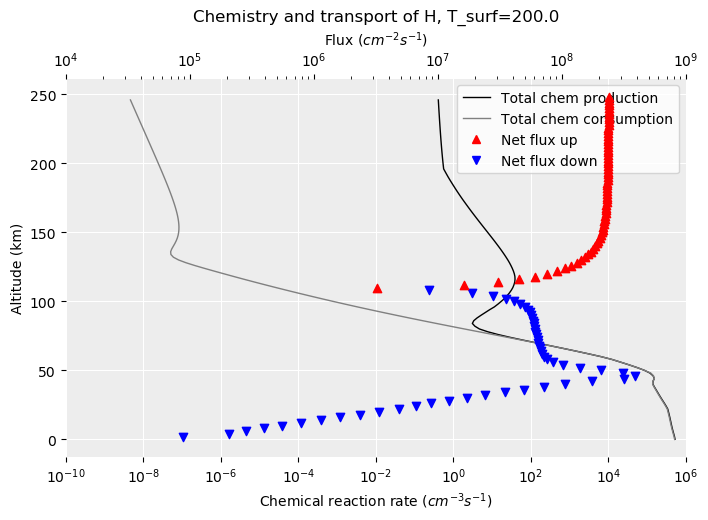 Chemistry and transport of H, T_surf=200.0
Flux (cm⁻²s⁻¹)
10⁴ 10⁵ 10⁶ 10⁷ 10⁸ 10⁹
Total chem production
Total chem consumption
Net flux up
Net flux down
Altitude (km)
250
200
150
100
50
0
10⁻¹⁰ 10⁻⁸ 10⁻⁶ 10⁻⁴ 10⁻² 10⁰ 10² 10⁴ 10⁶
Chemical reaction rate (cm⁻³s⁻¹)